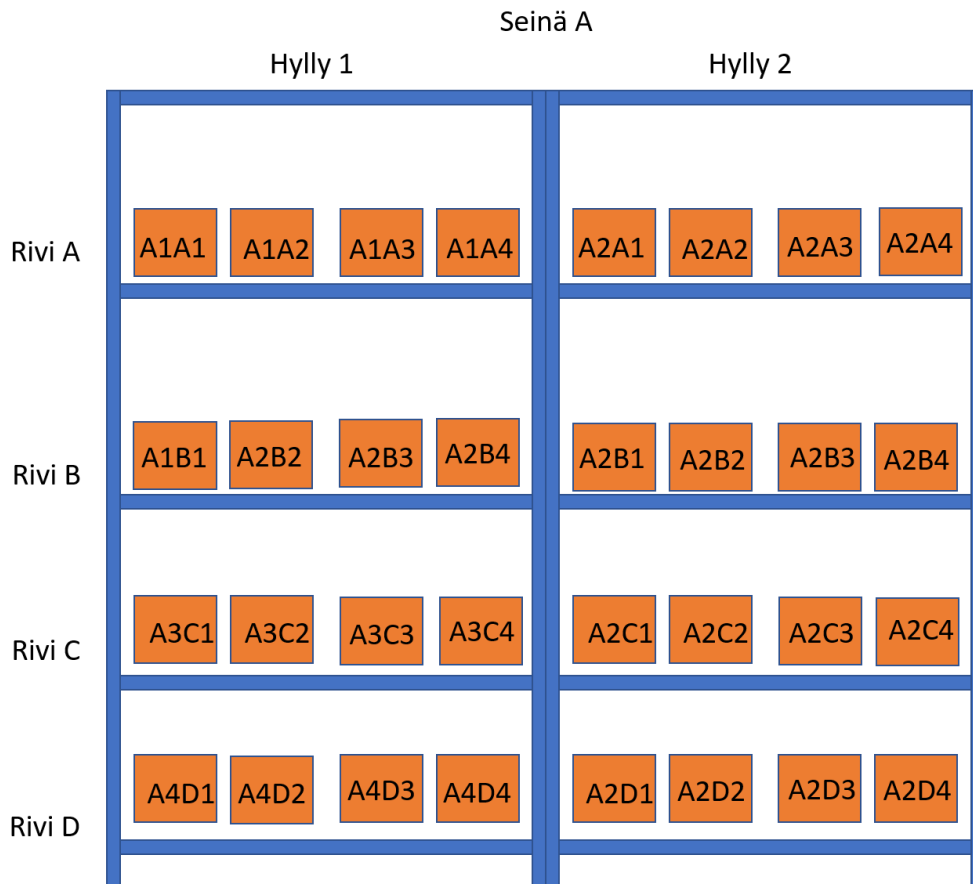 Seinä A
Hylly 1 Hylly 2
Rivi A A1A1 A1A2 A1A3 A1A4 A2A1 A2A2 A2A3 A2A4
Rivi B A1B1 A2B2 A2B3 A2B4 A2B1 A2B2 A2B3 A2B4
Rivi C A3C1 A3C2 A3C3 A3C4 A2C1 A2C2 A2C3 A2C4
Rivi D A4D1 A4D2 A4D3 A4D4 A2D1 A2D2 A2D3 A2D4